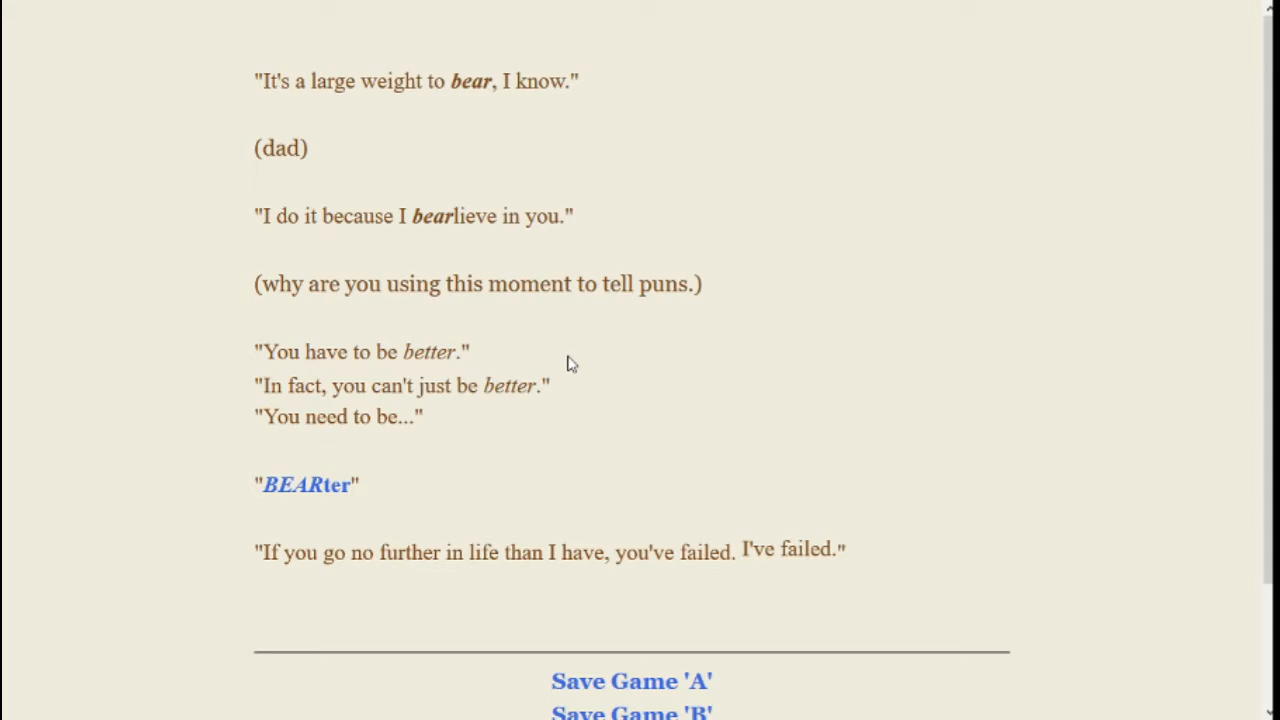 "It's a large weight to bear, I know."
(dad)
"I do it because I bearlieve in you."
(why are you using this moment to tell puns.)
"You have to be better."
"In fact, you can't just be better."
"You need to be..."
"BEARter"
"If you go no further in life than I have, you've failed. I've failed."
Save Game 'A'
Save Game 'B'